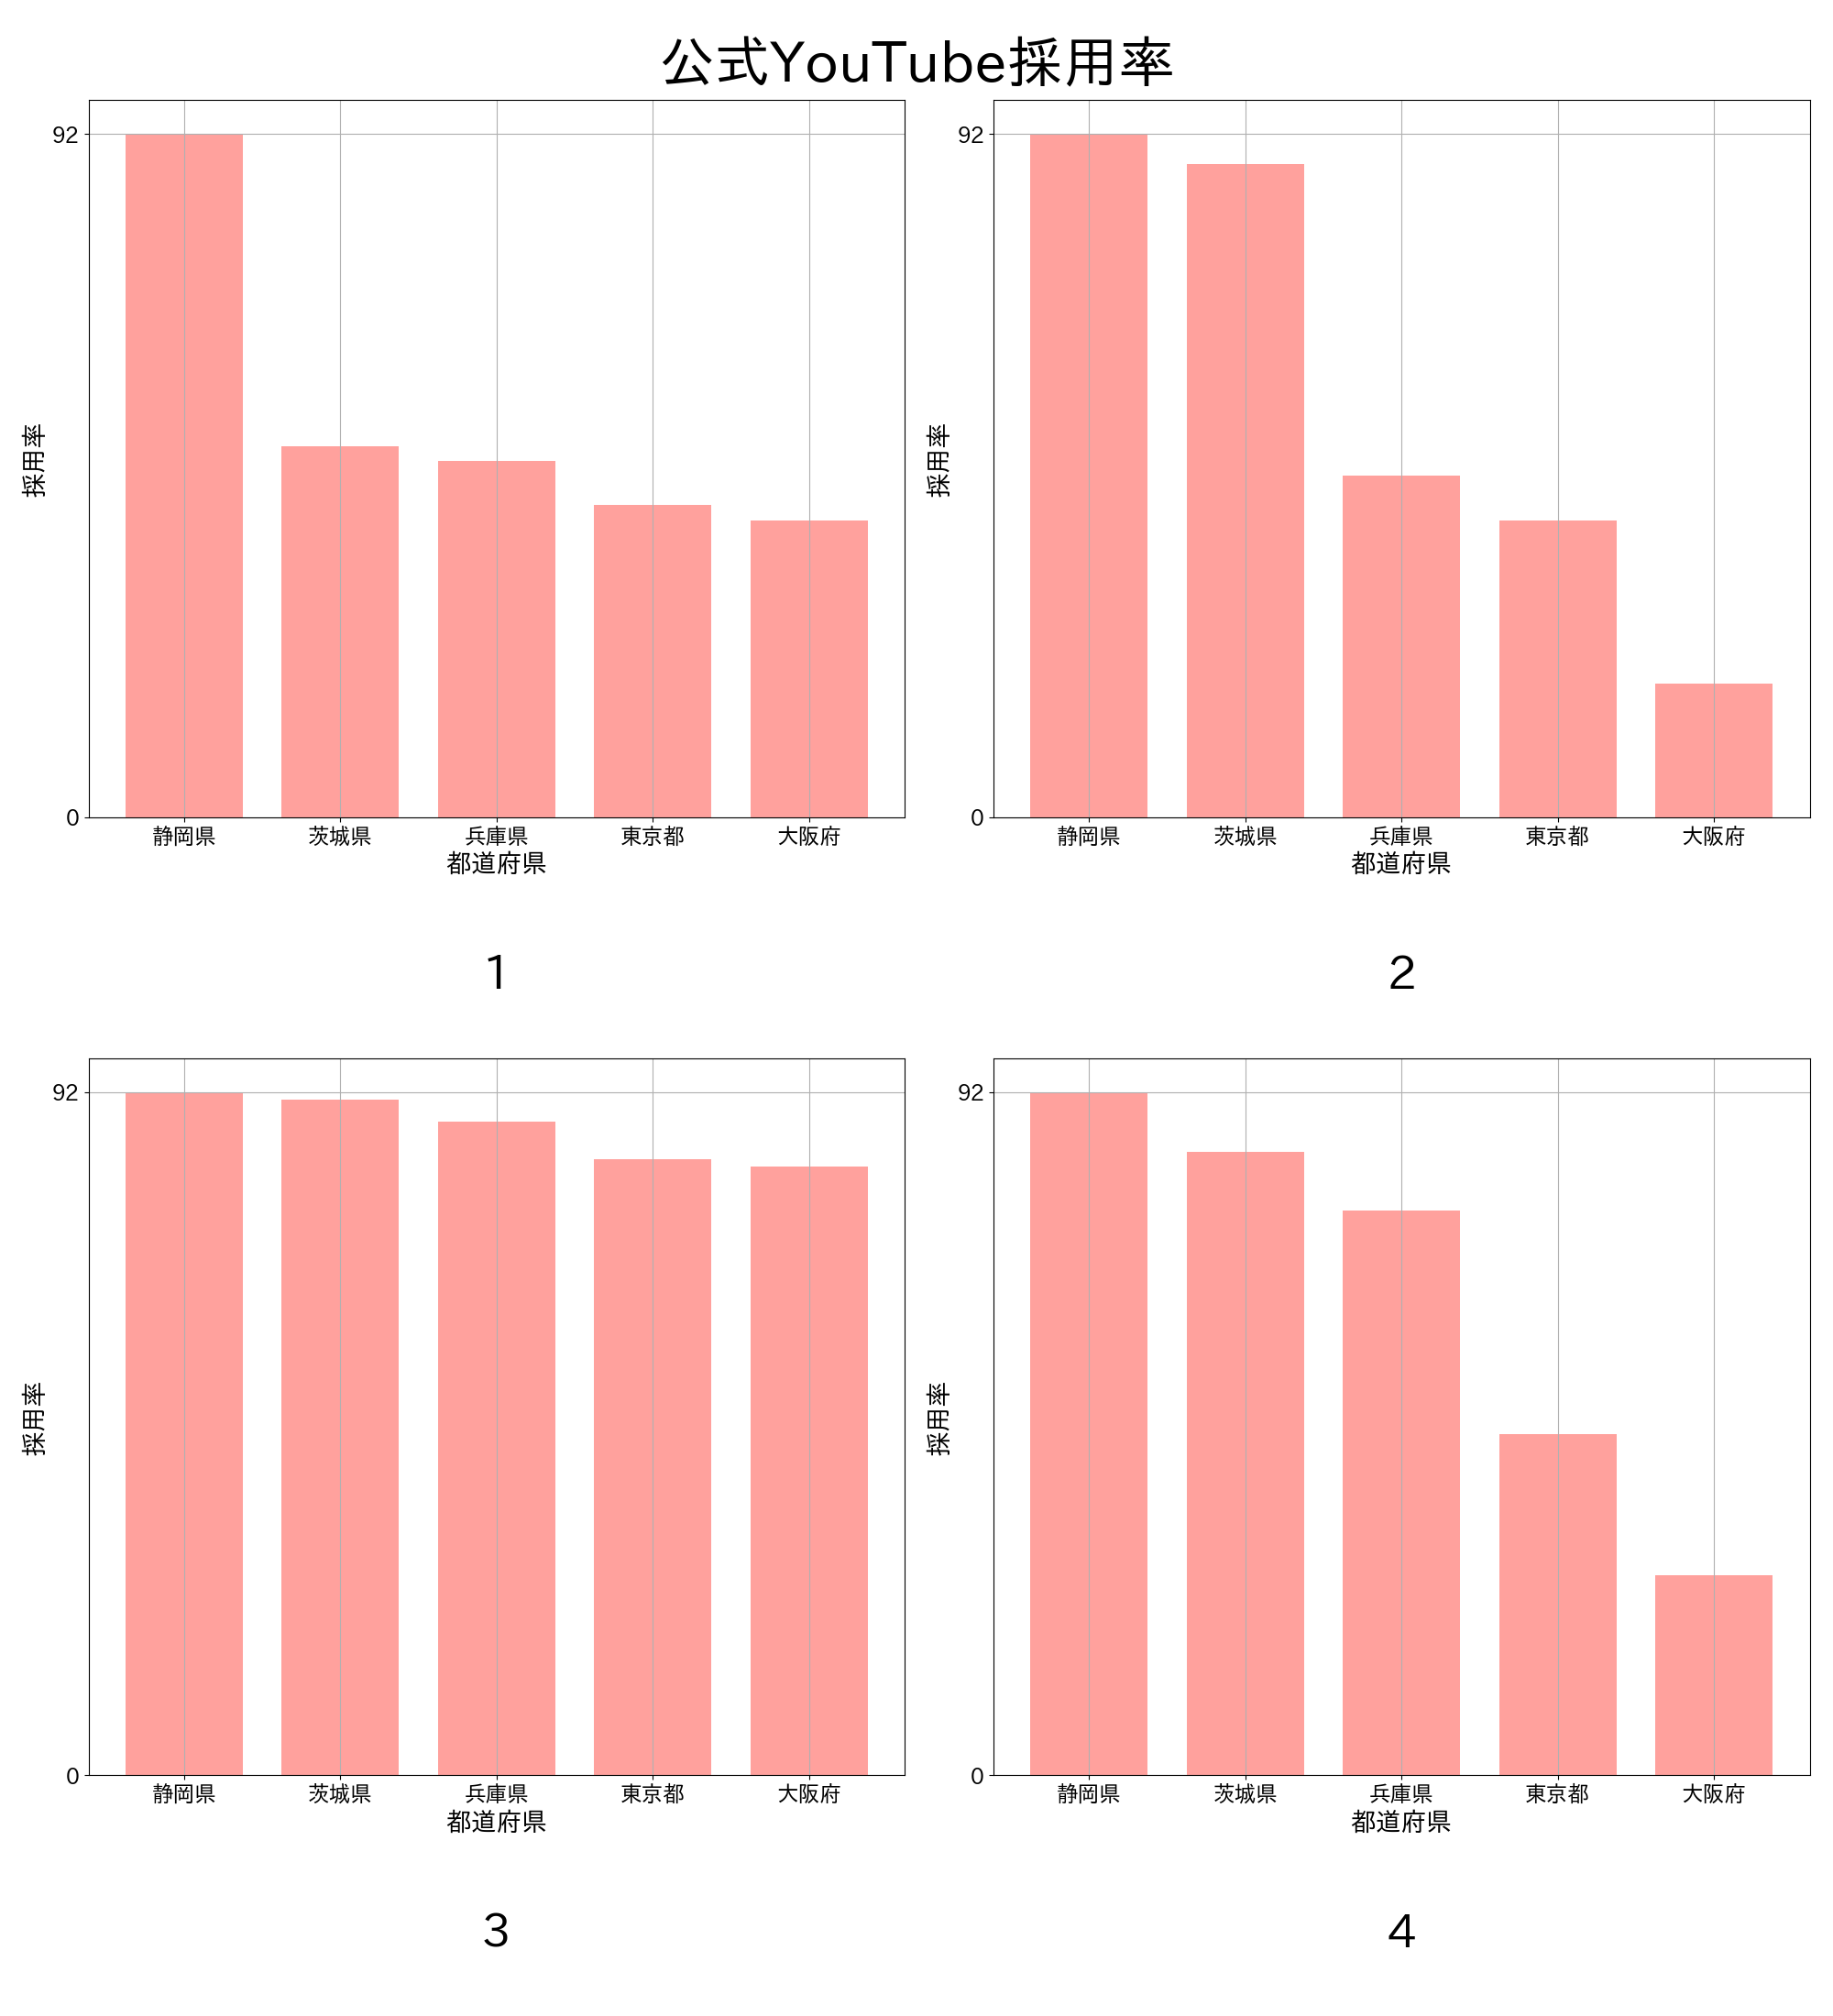 公式YouTube採用率
92
0
採用率
静岡県 茨城県 兵庫県 東京都 大阪府
都道府県
1
92
0
採用率
静岡県 茨城県 兵庫県 東京都 大阪府
都道府県
2
92
0
採用率
静岡県 茨城県 兵庫県 東京都 大阪府
都道府県
3
92
0
採用率
静岡県 茨城県 兵庫県 東京都 大阪府
都道府県
4